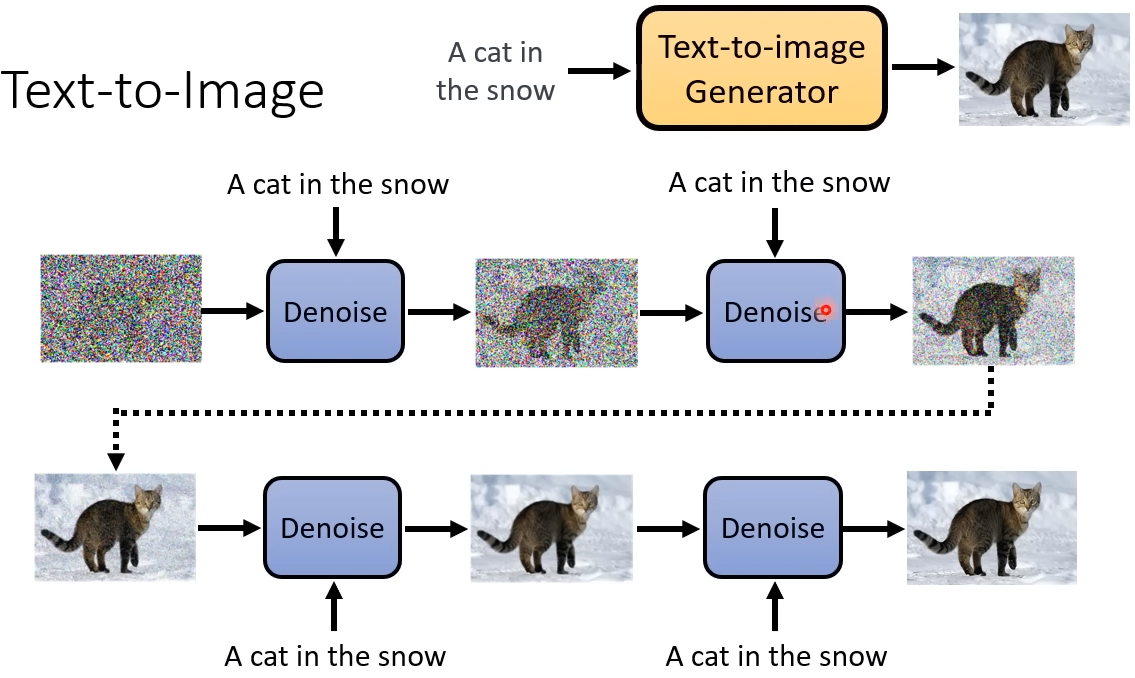 Text-to-Image
A cat in
the snow
Text-to-image
Generator
A cat in the snow
A cat in the snow
Denoise
Denoise
Denoise
Denoise
A cat in the snow
A cat in the snow